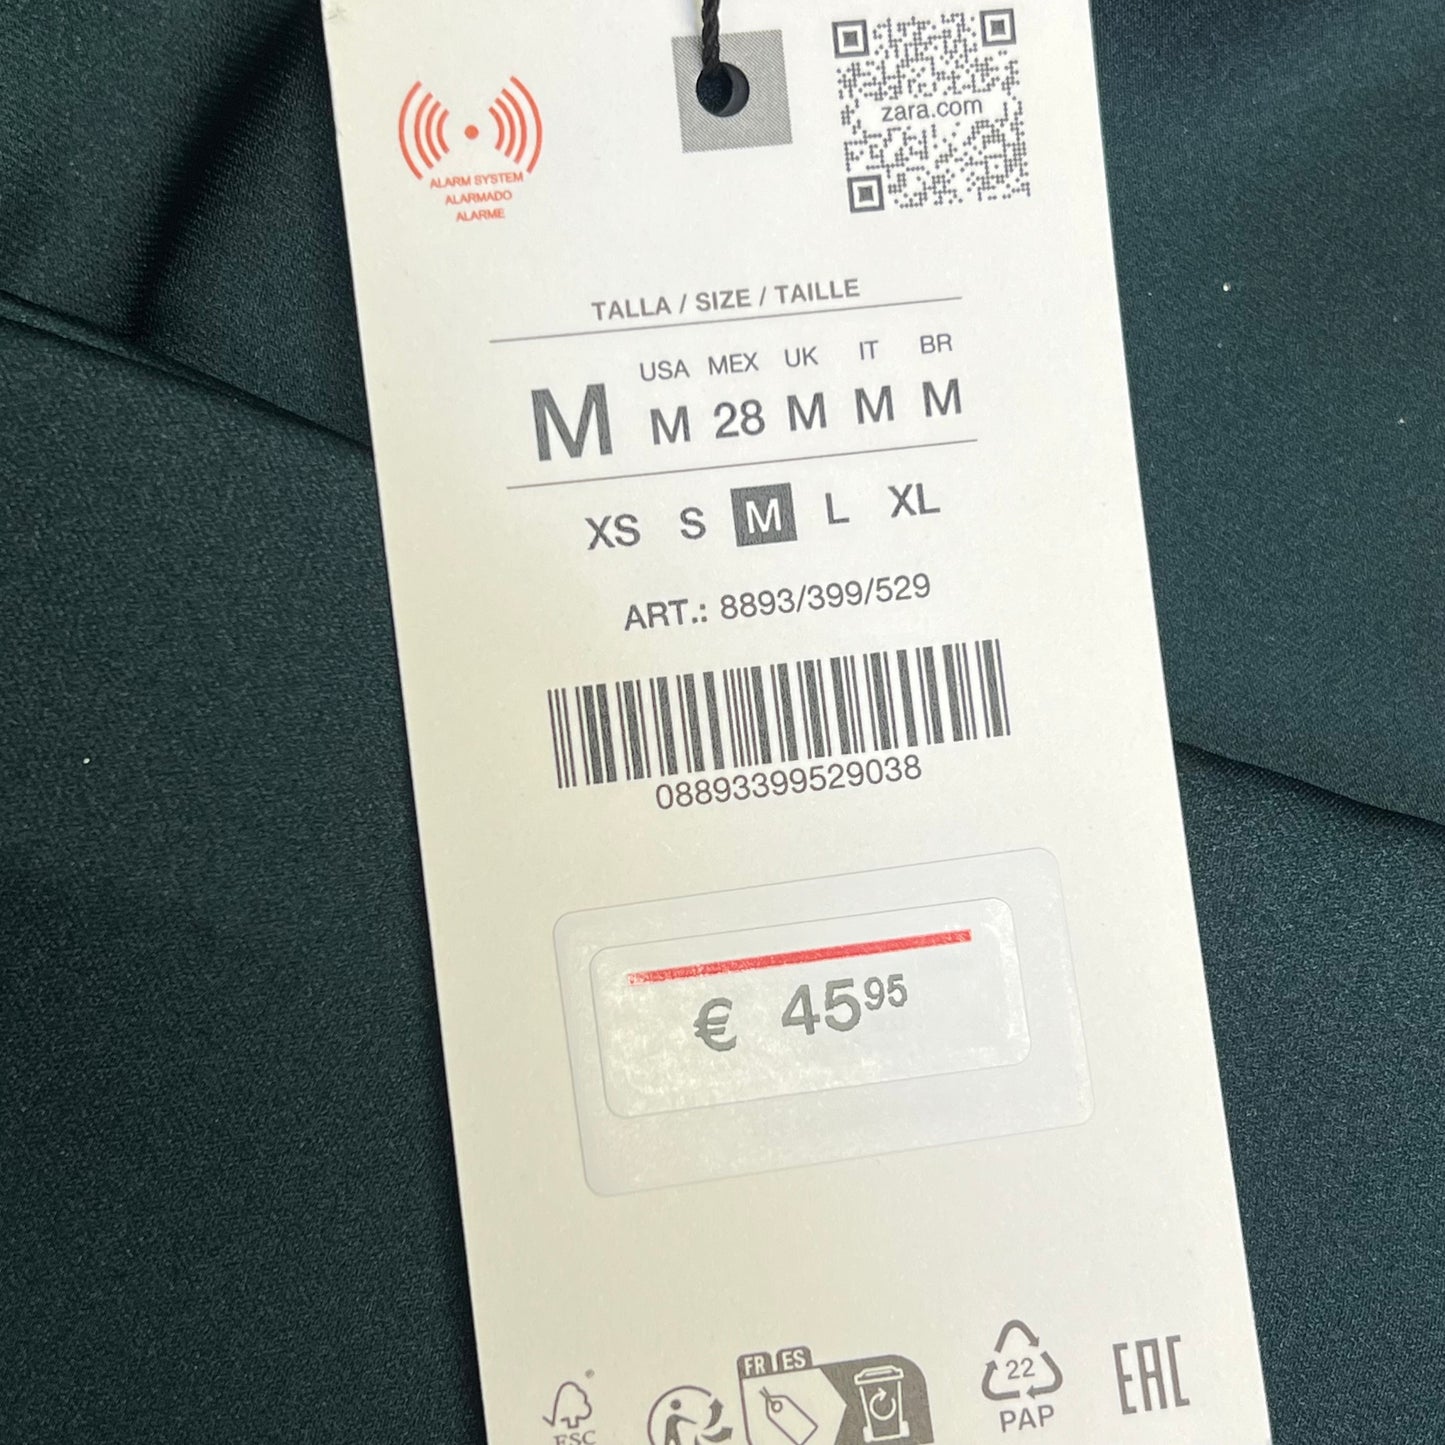 zara.com
ALARM SYSTEM
ALARMADO
ALARME
TALLA / SIZE / TAILLE
USA MEX UK IT BR
M M 28 M M M
XS S M L XL
ART.: 8893/399/529
08893399529038
€ 45 95
FR ES
22
PAP
EAC
FSC